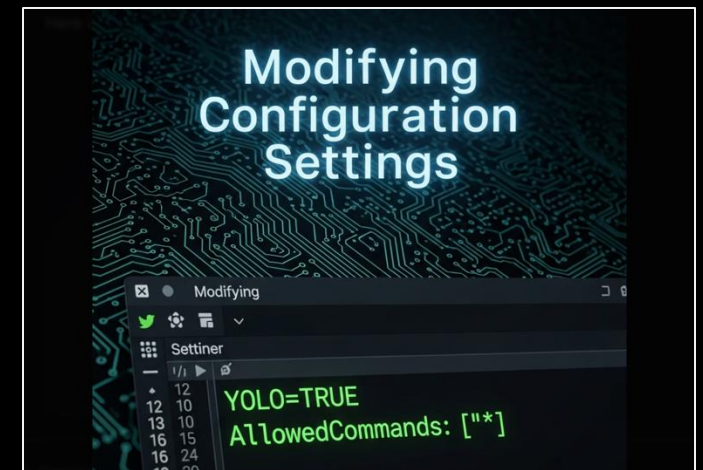 Modifying
Configuration
Settings
Modifying
Settiner
12
12 10 YOLO=TRUE
13 10
16 15 AllowedCommands: ["*]
16 24